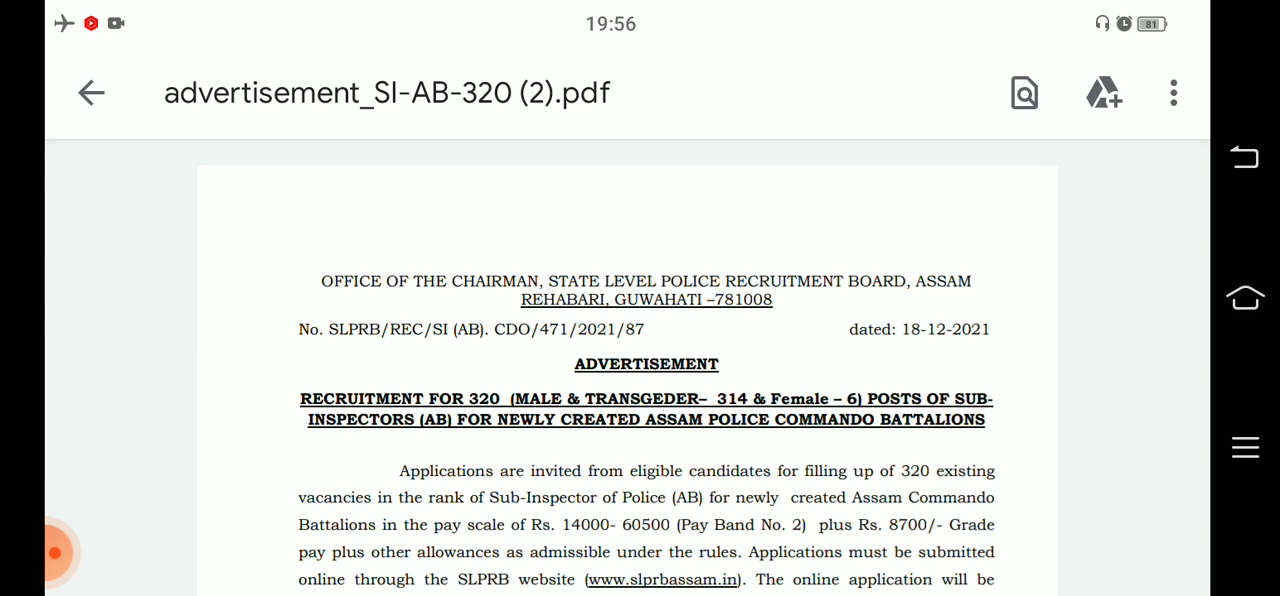 19:56
81
advertisement_SI-AB-320 (2).pdf
OFFICE OF THE CHAIRMAN, STATE LEVEL POLICE RECRUITMENT BOARD, ASSAM
REHABARI, GUWAHATI –781008
No. SLPRB/REC/SI (AB). CDO/471/2021/87 dated: 18-12-2021
ADVERTISEMENT
RECRUITMENT FOR 320 (MALE & TRANSGEDER– 314 & Female – 6) POSTS OF SUB-
INSPECTORS (AB) FOR NEWLY CREATED ASSAM POLICE COMMANDO BATTALIONS
Applications are invited from eligible candidates for filling up of 320 existing
vacancies in the rank of Sub-Inspector of Police (AB) for newly created Assam Commando
Battalions in the pay scale of Rs. 14000- 60500 (Pay Band No. 2) plus Rs. 8700/- Grade
pay plus other allowances as admissible under the rules. Applications must be submitted
online through the SLPRB website (www.slprbassam.in). The online application will be